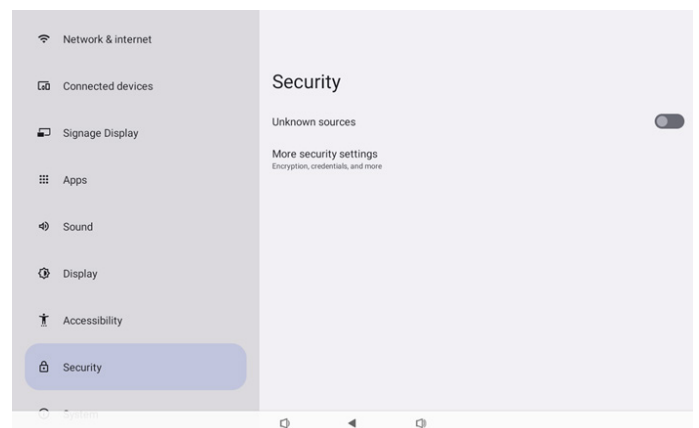 Network & internet
Connected devices
Signage Display
Apps
Sound
Display
Accessibility
Security
System
Security
Unknown sources
More security settings
Encryption, credentials, and more